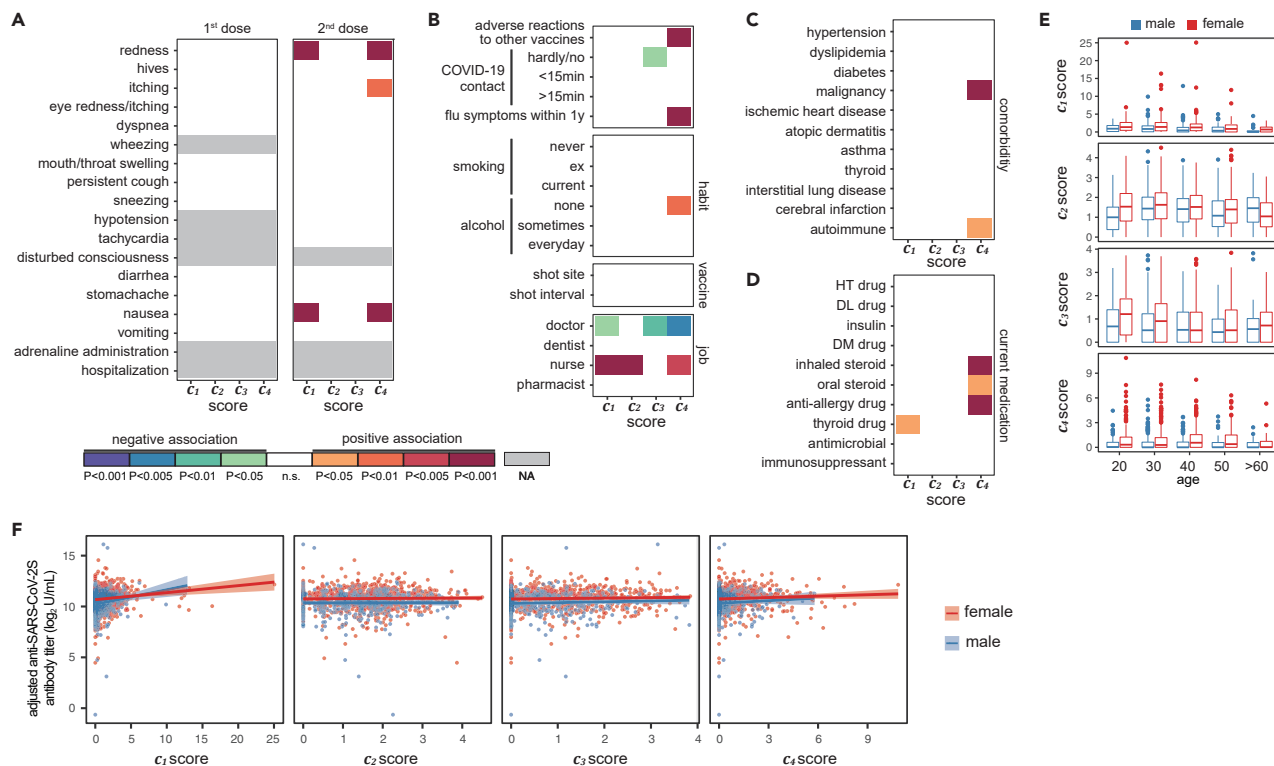 A
1st dose
2nd dose
redness
hives
itching
eye redness/itching
dyspnea
wheezing
mouth/throat swelling
persistent cough
sneezing
hypotension
tachycardia
disturbed consciousness
diarrhea
stomachache
nausea
vomiting
adrenaline administration
hospitalization
c1 c2 c3 c4 c1 c2 c3 c4
score score
negative association positive association
P<0.001 P<0.005 P<0.01 P<0.05 n.s. P<0.05 P<0.01 P<0.005 P<0.001 NA
B
adverse reactions
to other vaccines
COVID-19
contact
hardly/no
<15min
>15min
flu symptoms within 1y
smoking
never
ex
current
alcohol
none
sometimes
everyday
habit
shot site
shot interval
vaccine
doctor
dentist
nurse
pharmacist
job
c1 c2 c3 c4
score
C
hypertension
dyslipidemia
diabetes
malignancy
ischemic heart disease
atopic dermatitis
asthma
thyroid
interstitial lung disease
cerebral infarction
autoimmune
comorbiditiy
c1 c2 c3 c4
score
D
HT drug
DL drug
insulin
DM drug
inhaled steroid
oral steroid
anti-allergy drug
thyroid drug
antimicrobial
immunosuppressant
current medication
c1 c2 c3 c4
score
E
male female
c1 score
25
20
15
10
5
0
c2 score
5
4
3
2
1
0
c3 score
4
3
2
1
0
c4 score
9
6
3
0
20 30 40 50 >60
age
F
adjusted anti-SARS-CoV-2S
antibody titer (log2 U/mL)
15
10
5
0
0 5 10 15 20 25
c1 score
0 1 2 3 4
c2 score
0 1 2 3 4
c3 score
0 3 6 9
c4 score
female
male